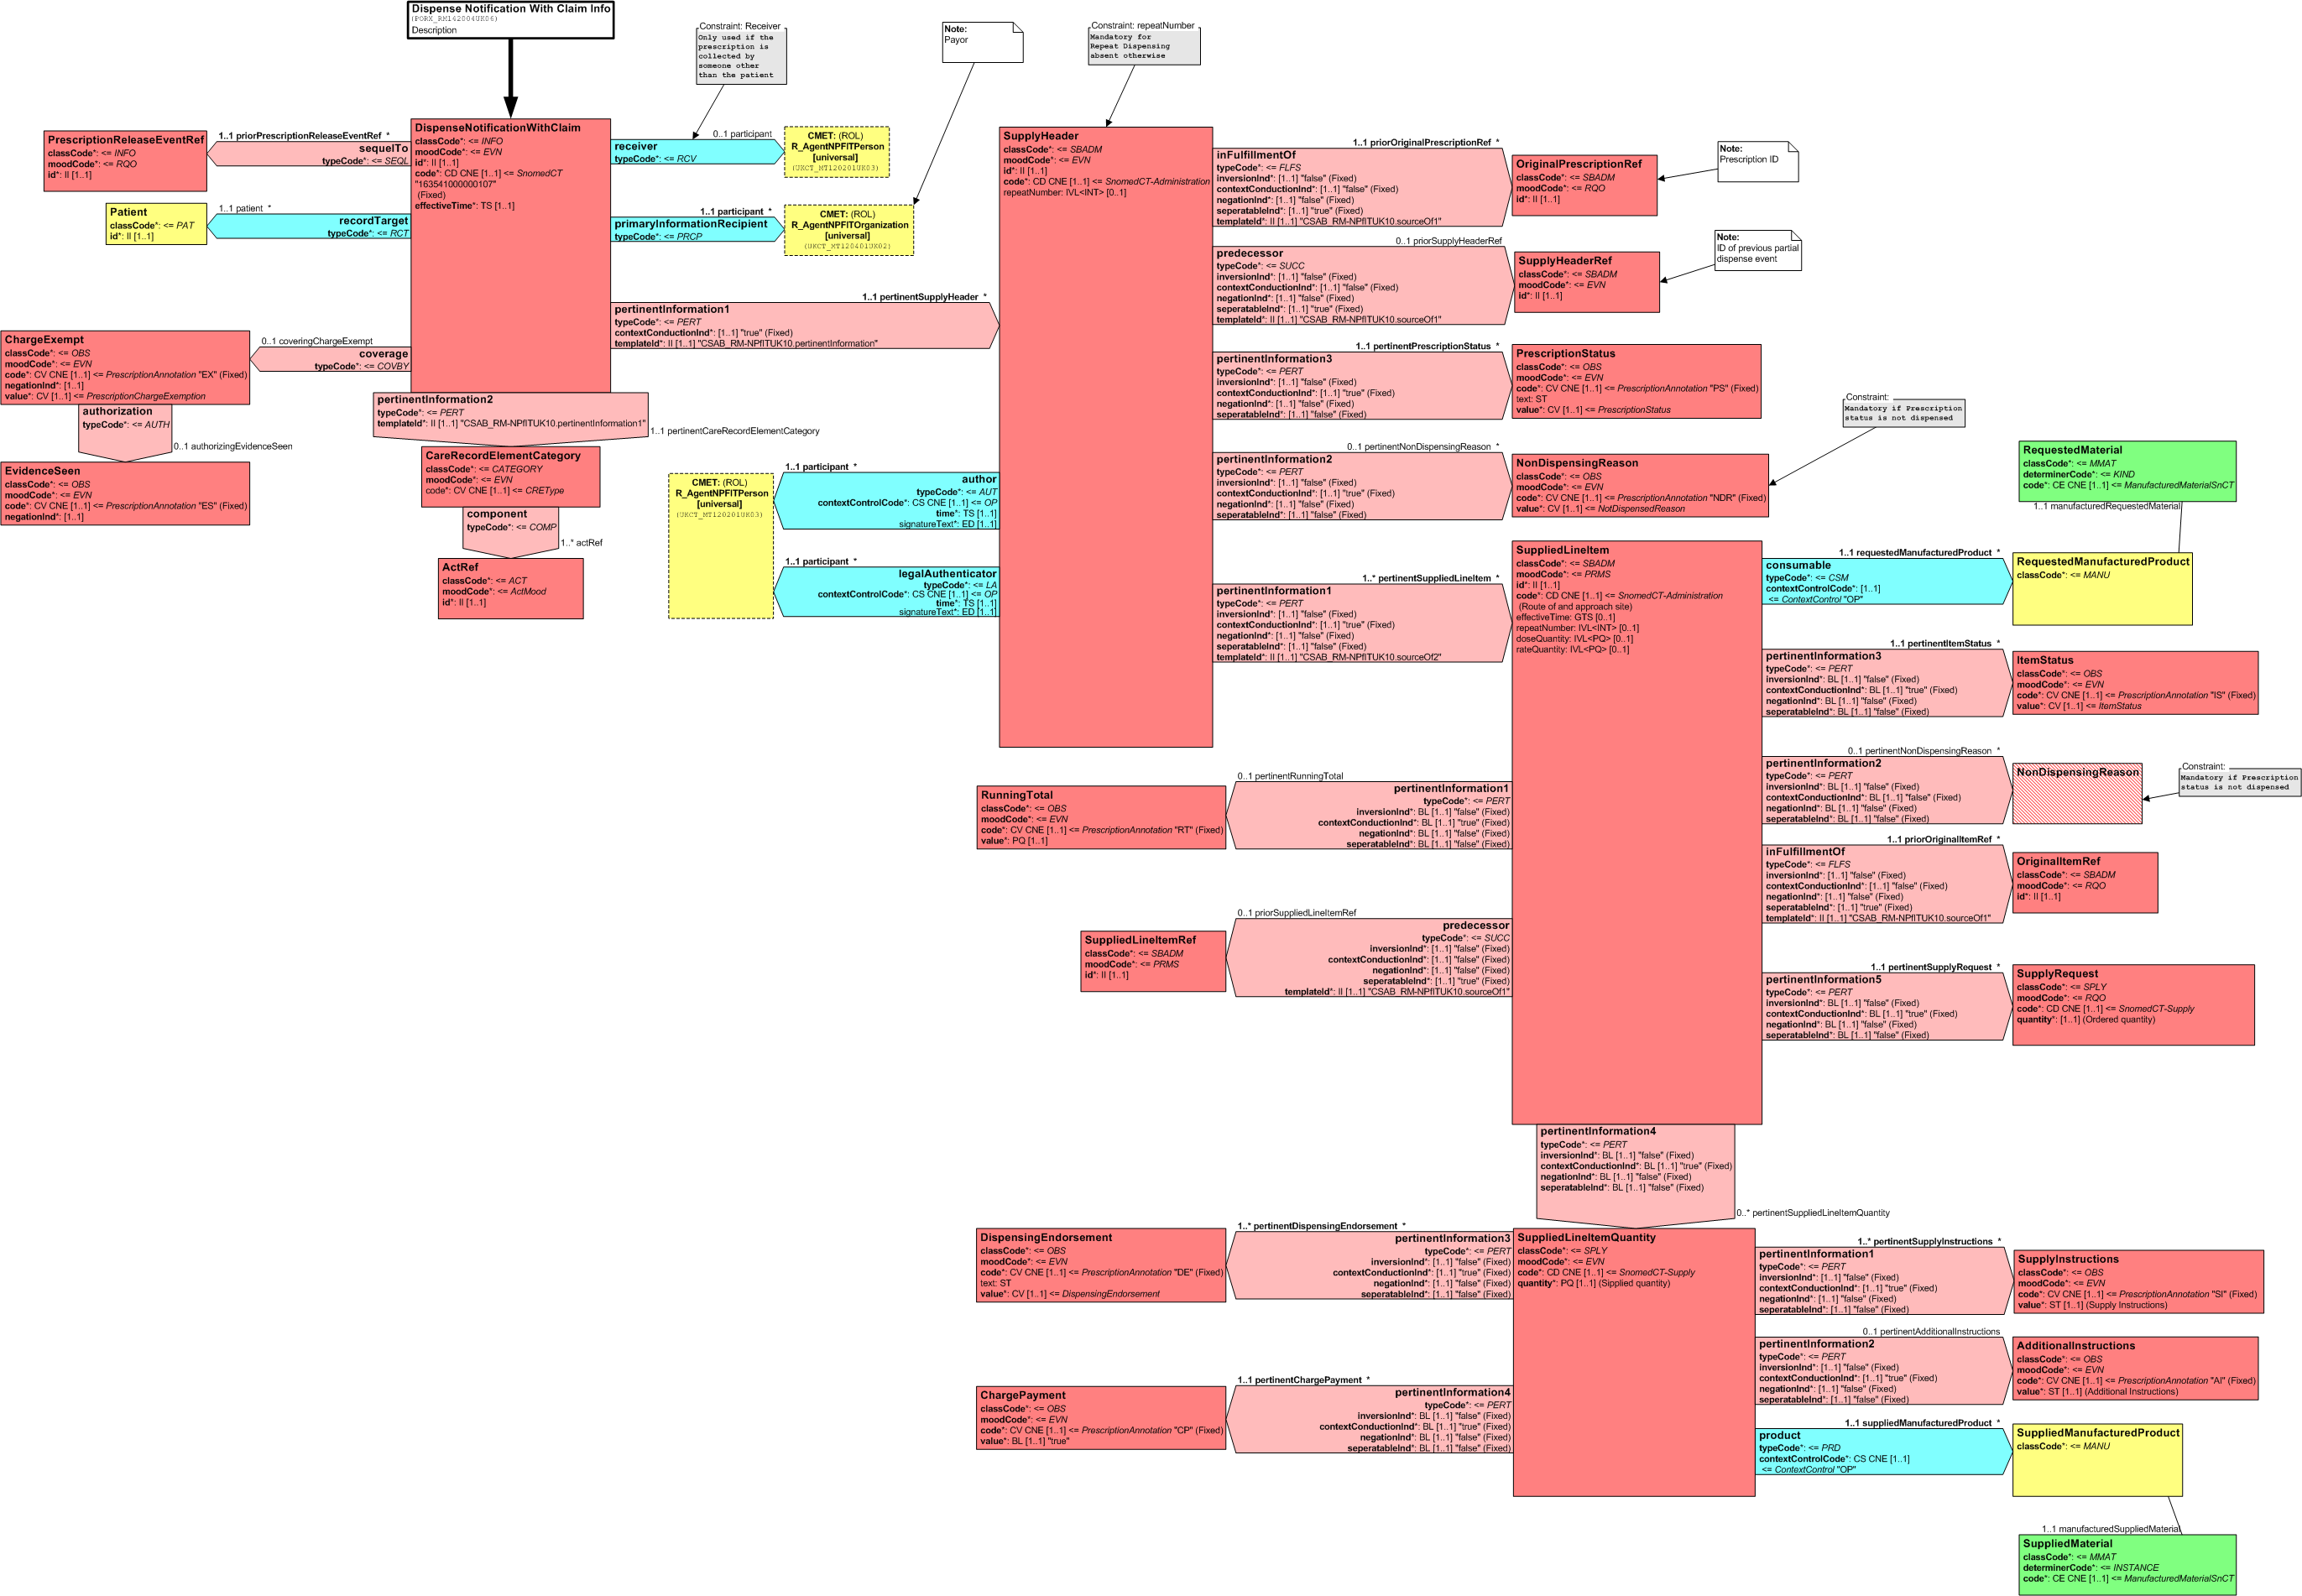 Dispense Notification With Claim Info
(PORX_RM142004UK06)
Description
Constraint: Receiver
Only used if the
prescription is
collected by
someone other
than the patient
Note:
Payor
Constraint: repeatNumber
Mandatory for
Repeat Dispensing
absent otherwise
PrescriptionReleaseEventRef
classCode*: <= INFO
moodCode*: <= RQO
id*: II [1..1]
1..1 priorPrescriptionReleaseEventRef *
sequelTo
typeCode*: <= SEQL
Patient
classCode*: <= PAT
id*: II [1..1]
1..1 patient *
recordTarget
typeCode*: <= RCT
DispenseNotificationWithClaim
classCode*: <= INFO
moodCode*: <= EVN
id*: II [1..1]
code*: CD CNE [1..1] <= SnomedCT
"163541000000107"
(Fixed)
effectiveTime*: TS [1..1]
0..1 participant
receiver
typeCode*: <= RCV
CMET: (ROL)
R_AgentNPFITPerson
[universal]
(UKCT_MT120201UK03)
1..1 participant *
primaryInformationRecipient
typeCode*: <= PRCP
CMET: (ROL)
R_AgentNPFITOrganization
[universal]
(UKCT_MT120401UK02)
1..1 pertinentSupplyHeader *
pertinentInformation1
typeCode*: <= PERT
contextConductionInd*: [1..1] "true" (Fixed)
templateId*: II [1..1] "CSAB_RM-NPfITUK10.pertinentInformation"
ChargeExempt
classCode*: <= OBS
moodCode*: <= EVN
code*: CV CNE [1..1] <= PrescriptionAnnotation "EX" (Fixed)
negationInd*: [1..1]
value*: CV [1..1] <= PrescriptionChargeExemption
0..1 coveringChargeExempt
coverage
typeCode*: <= COVBY
authorization
typeCode*: <= AUTH
0..1 authorizingEvidenceSeen
EvidenceSeen
classCode*: <= OBS
moodCode*: <= EVN
code*: CV CNE [1..1] <= PrescriptionAnnotation "ES" (Fixed)
negationInd*: [1..1]
pertinentInformation2
typeCode*: <= PERT
templateId*: II [1..1] "CSAB_RM-NPfITUK10.pertinentInformation1"
1..1 pertinentCareRecordElementCategory
CareRecordElementCategory
classCode*: <= CATEGORY
moodCode*: <= EVN
code*: CV CNE [1..1] <= CREType
component
typeCode*: <= COMP
1..* actRef
ActRef
classCode*: <= ACT
moodCode*: <= ActMood
id*: II [1..1]
CMET: (ROL)
R_AgentNPFITPerson
[universal]
(UKCT_MT120201UK03)
1..1 participant *
author
typeCode*: <= AUT
contextControlCode*: CS CNE [1..1] <= OP
time*: TS [1..1]
signatureText*: ED [1..1]
1..1 participant *
legalAuthenticator
typeCode*: <= LA
contextControlCode*: CS CNE [1..1] <= OP
time*: TS [1..1]
signatureText*: ED [1..1]
SupplyHeader
classCode*: <= SBADM
moodCode*: <= EVN
id*: II [1..1]
code*: CD CNE [1..1] <= SnomedCT-Administration
repeatNumber: IVL<INT> [0..1]
1..1 priorOriginalPrescriptionRef *
inFulfillmentOf
typeCode*: <= FLFS
inversionInd*: [1..1] "false" (Fixed)
contextConductionInd*: [1..1] "false" (Fixed)
negationInd*: [1..1] "false" (Fixed)
seperatableInd*: [1..1] "true" (Fixed)
templateId*: II [1..1] "CSAB_RM-NPfITUK10.sourceOf1"
OriginalPrescriptionRef
classCode*: <= SBADM
moodCode*: <= RQO
id*: II [1..1]
Note:
Prescription ID
0..1 priorSupplyHeaderRef
predecessor
typeCode*: <= SUCC
inversionInd*: [1..1] "false" (Fixed)
contextConductionInd*: [1..1] "false" (Fixed)
negationInd*: [1..1] "false" (Fixed)
seperatableInd*: [1..1] "true" (Fixed)
templateId*: II [1..1] "CSAB_RM-NPfITUK10.sourceOf1"
SupplyHeaderRef
classCode*: <= SBADM
moodCode*: <= EVN
id*: II [1..1]
Note:
ID of previous partial
dispense event
1..1 pertinentPrescriptionStatus *
pertinentInformation3
typeCode*: <= PERT
inversionInd*: [1..1] "false" (Fixed)
contextConductionInd*: [1..1] "true" (Fixed)
negationInd*: [1..1] "false" (Fixed)
seperatableInd*: [1..1] "false" (Fixed)
PrescriptionStatus
classCode*: <= OBS
moodCode*: <= EVN
code*: CV CNE [1..1] <= PrescriptionAnnotation "PS" (Fixed)
text: ST
value*: CV [1..1] <= PrescriptionStatus
0..1 pertinentNonDispensingReason *
pertinentInformation2
typeCode*: <= PERT
inversionInd*: [1..1] "false" (Fixed)
contextConductionInd*: [1..1] "true" (Fixed)
negationInd*: [1..1] "false" (Fixed)
seperatableInd*: [1..1] "false" (Fixed)
NonDispensingReason
classCode*: <= OBS
moodCode*: <= EVN
code*: CV CNE [1..1] <= PrescriptionAnnotation "NDR" (Fixed)
value*: CV [1..1] <= NotDispensedReason
Constraint:
Mandatory if Prescription
status is not dispensed
1..* pertinentSuppliedLineItem *
pertinentInformation1
typeCode*: <= PERT
inversionInd*: [1..1] "false" (Fixed)
contextConductionInd*: [1..1] "true" (Fixed)
negationInd*: [1..1] "false" (Fixed)
seperatableInd*: [1..1] "false" (Fixed)
templateId*: II [1..1] "CSAB_RM-NPfITUK10.sourceOf2"
SuppliedLineItem
classCode*: <= SBADM
moodCode*: <= PRMS
id*: II [1..1]
code*: CD CNE [1..1] <= SnomedCT-Administration
(Route of and approach site)
effectiveTime: GTS [0..1]
repeatNumber: IVL<INT> [0..1]
doseQuantity: IVL<PQ> [0..1]
rateQuantity: IVL<PQ> [0..1]
RequestedMaterial
classCode*: <= MMAT
determinerCode*: <= KIND
code*: CE CNE [1..1] <= ManufacturedMaterialSnCT
1..1 manufacturedRequestedMaterial
1..1 requestedManufacturedProduct *
consumable
typeCode*: <= CSM
contextControlCode*: [1..1]
<= ContextControl "OP"
RequestedManufacturedProduct
classCode*: <= MANU
1..1 pertinentItemStatus *
pertinentInformation3
typeCode*: <= PERT
inversionInd*: BL [1..1] "false" (Fixed)
contextConductionInd*: BL [1..1] "true" (Fixed)
negationInd*: BL [1..1] "false" (Fixed)
seperatableInd*: BL [1..1] "false" (Fixed)
ItemStatus
classCode*: <= OBS
moodCode*: <= EVN
code*: CV CNE [1..1] <= PrescriptionAnnotation "IS" (Fixed)
value*: CV [1..1] <= ItemStatus
0..1 pertinentNonDispensingReason *
pertinentInformation2
typeCode*: <= PERT
inversionInd*: BL [1..1] "false" (Fixed)
contextConductionInd*: BL [1..1] "false" (Fixed)
negationInd*: BL [1..1] "false" (Fixed)
seperatableInd*: BL [1..1] "false" (Fixed)
NonDispensingReason
Constraint:
Mandatory if Prescription
status is not dispensed
0..1 pertinentRunningTotal
pertinentInformation1
typeCode*: <= PERT
inversionInd*: BL [1..1] "false" (Fixed)
contextConductionInd*: BL [1..1] "true" (Fixed)
negationInd*: BL [1..1] "false" (Fixed)
seperatableInd*: BL [1..1] "false" (Fixed)
RunningTotal
classCode*: <= OBS
moodCode*: <= EVN
code*: CV CNE [1..1] <= PrescriptionAnnotation "RT" (Fixed)
value*: PQ [1..1]
1..1 priorOriginalItemRef *
inFulfillmentOf
typeCode*: <= FLFS
inversionInd*: [1..1] "false" (Fixed)
contextConductionInd*: [1..1] "false" (Fixed)
negationInd*: [1..1] "false" (Fixed)
seperatableInd*: [1..1] "true" (Fixed)
templateId*: II [1..1] "CSAB_RM-NPfITUK10.sourceOf1"
OriginalItemRef
classCode*: <= SBADM
moodCode*: <= RQO
id*: II [1..1]
0..1 priorSuppliedLineItemRef
predecessor
typeCode*: <= SUCC
inversionInd*: [1..1] "false" (Fixed)
contextConductionInd*: [1..1] "false" (Fixed)
negationInd*: [1..1] "false" (Fixed)
seperatableInd*: [1..1] "true" (Fixed)
templateId*: II [1..1] "CSAB_RM-NPfITUK10.sourceOf1"
SuppliedLineItemRef
classCode*: <= SBADM
moodCode*: <= PRMS
id*: II [1..1]
1..1 pertinentSupplyRequest *
pertinentInformation5
typeCode*: <= PERT
inversionInd*: BL [1..1] "false" (Fixed)
contextConductionInd*: BL [1..1] "true" (Fixed)
negationInd*: BL [1..1] "false" (Fixed)
seperatableInd*: BL [1..1] "false" (Fixed)
SupplyRequest
classCode*: <= SPLY
moodCode*: <= RQO
code*: CD CNE [1..1] <= SnomedCT-Supply
quantity*: [1..1] (Ordered quantity)
pertinentInformation4
typeCode*: <= PERT
inversionInd*: BL [1..1] "false" (Fixed)
contextConductionInd*: BL [1..1] "true" (Fixed)
negationInd*: BL [1..1] "false" (Fixed)
seperatableInd*: BL [1..1] "false" (Fixed)
0..* pertinentSuppliedLineItemQuantity
DispensingEndorsement
classCode*: <= OBS
moodCode*: <= EVN
code*: CV CNE [1..1] <= PrescriptionAnnotation "DE" (Fixed)
text: ST
value*: CV [1..1] <= DispensingEndorsement
1..* pertinentDispensingEndorsement *
pertinentInformation3
typeCode*: <= PERT
inversionInd*: [1..1] "false" (Fixed)
contextConductionInd*: [1..1] "true" (Fixed)
negationInd*: [1..1] "false" (Fixed)
seperatableInd*: [1..1] "false" (Fixed)
SuppliedLineItemQuantity
classCode*: <= SPLY
moodCode*: <= EVN
code*: CD CNE [1..1] <= SnomedCT-Supply
quantity*: PQ [1..1] (Sipplied quantity)
1..* pertinentSupplyInstructions *
pertinentInformation1
typeCode*: <= PERT
inversionInd*: [1..1] "false" (Fixed)
contextConductionInd*: [1..1] "true" (Fixed)
negationInd*: [1..1] "false" (Fixed)
seperatableInd*: [1..1] "false" (Fixed)
SupplyInstructions
classCode*: <= OBS
moodCode*: <= EVN
code*: CV CNE [1..1] <= PrescriptionAnnotation "SI" (Fixed)
value*: ST [1..1] (Supply Instructions)
0..1 pertinentAdditionalInstructions
pertinentInformation2
typeCode*: <= PERT
inversionInd*: [1..1] "false" (Fixed)
contextConductionInd*: [1..1] "true" (Fixed)
negationInd*: [1..1] "false" (Fixed)
seperatableInd*: [1..1] "false" (Fixed)
AdditionalInstructions
classCode*: <= OBS
moodCode*: <= EVN
code*: CV CNE [1..1] <= PrescriptionAnnotation "AI" (Fixed)
value*: ST [1..1] (Additional Instructions)
ChargePayment
classCode*: <= OBS
moodCode*: <= EVN
code*: CV CNE [1..1] <= PrescriptionAnnotation "CP" (Fixed)
value*: BL [1..1] "true"
1..1 pertinentChargePayment *
pertinentInformation4
typeCode*: <= PERT
inversionInd*: BL [1..1] "false" (Fixed)
contextConductionInd*: BL [1..1] "true" (Fixed)
negationInd*: BL [1..1] "false" (Fixed)
seperatableInd*: BL [1..1] "false" (Fixed)
1..1 suppliedManufacturedProduct *
product
typeCode*: <= PRD
contextControlCode*: CS CNE [1..1]
<= ContextControl "OP"
SuppliedManufacturedProduct
classCode*: <= MANU
1..1 manufacturedSuppliedMaterial
SuppliedMaterial
classCode*: <= MMAT
determinerCode*: <= INSTANCE
code*: CE CNE [1..1] <= ManufacturedMaterialSnCT